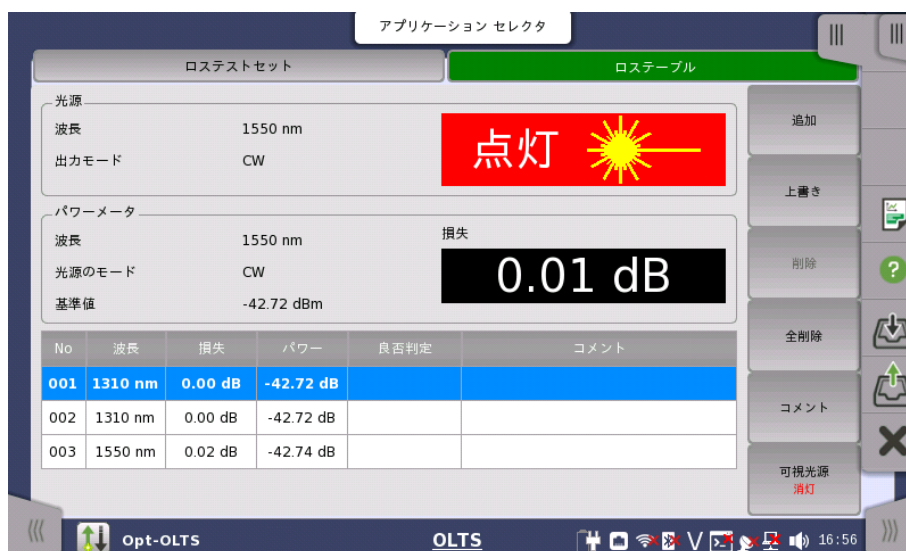 アプリケーション セレクタ
ロステストセット
ロステーブル
光源
波長 1550 nm
出力モード CW
点灯
パワーメータ
波長 1550 nm
光源のモード CW
基準値 -42.72 dBm
損失
0.01 dB
No 波長 損失 パワー 良否判定 コメント
001 1310 nm 0.00 dB -42.72 dB
002 1310 nm 0.00 dB -42.72 dB
003 1550 nm 0.02 dB -42.74 dB
追加
上書き
削除
全削除
コメント
可視光源
消灯
Opt-OLTS
OLTS
16:56